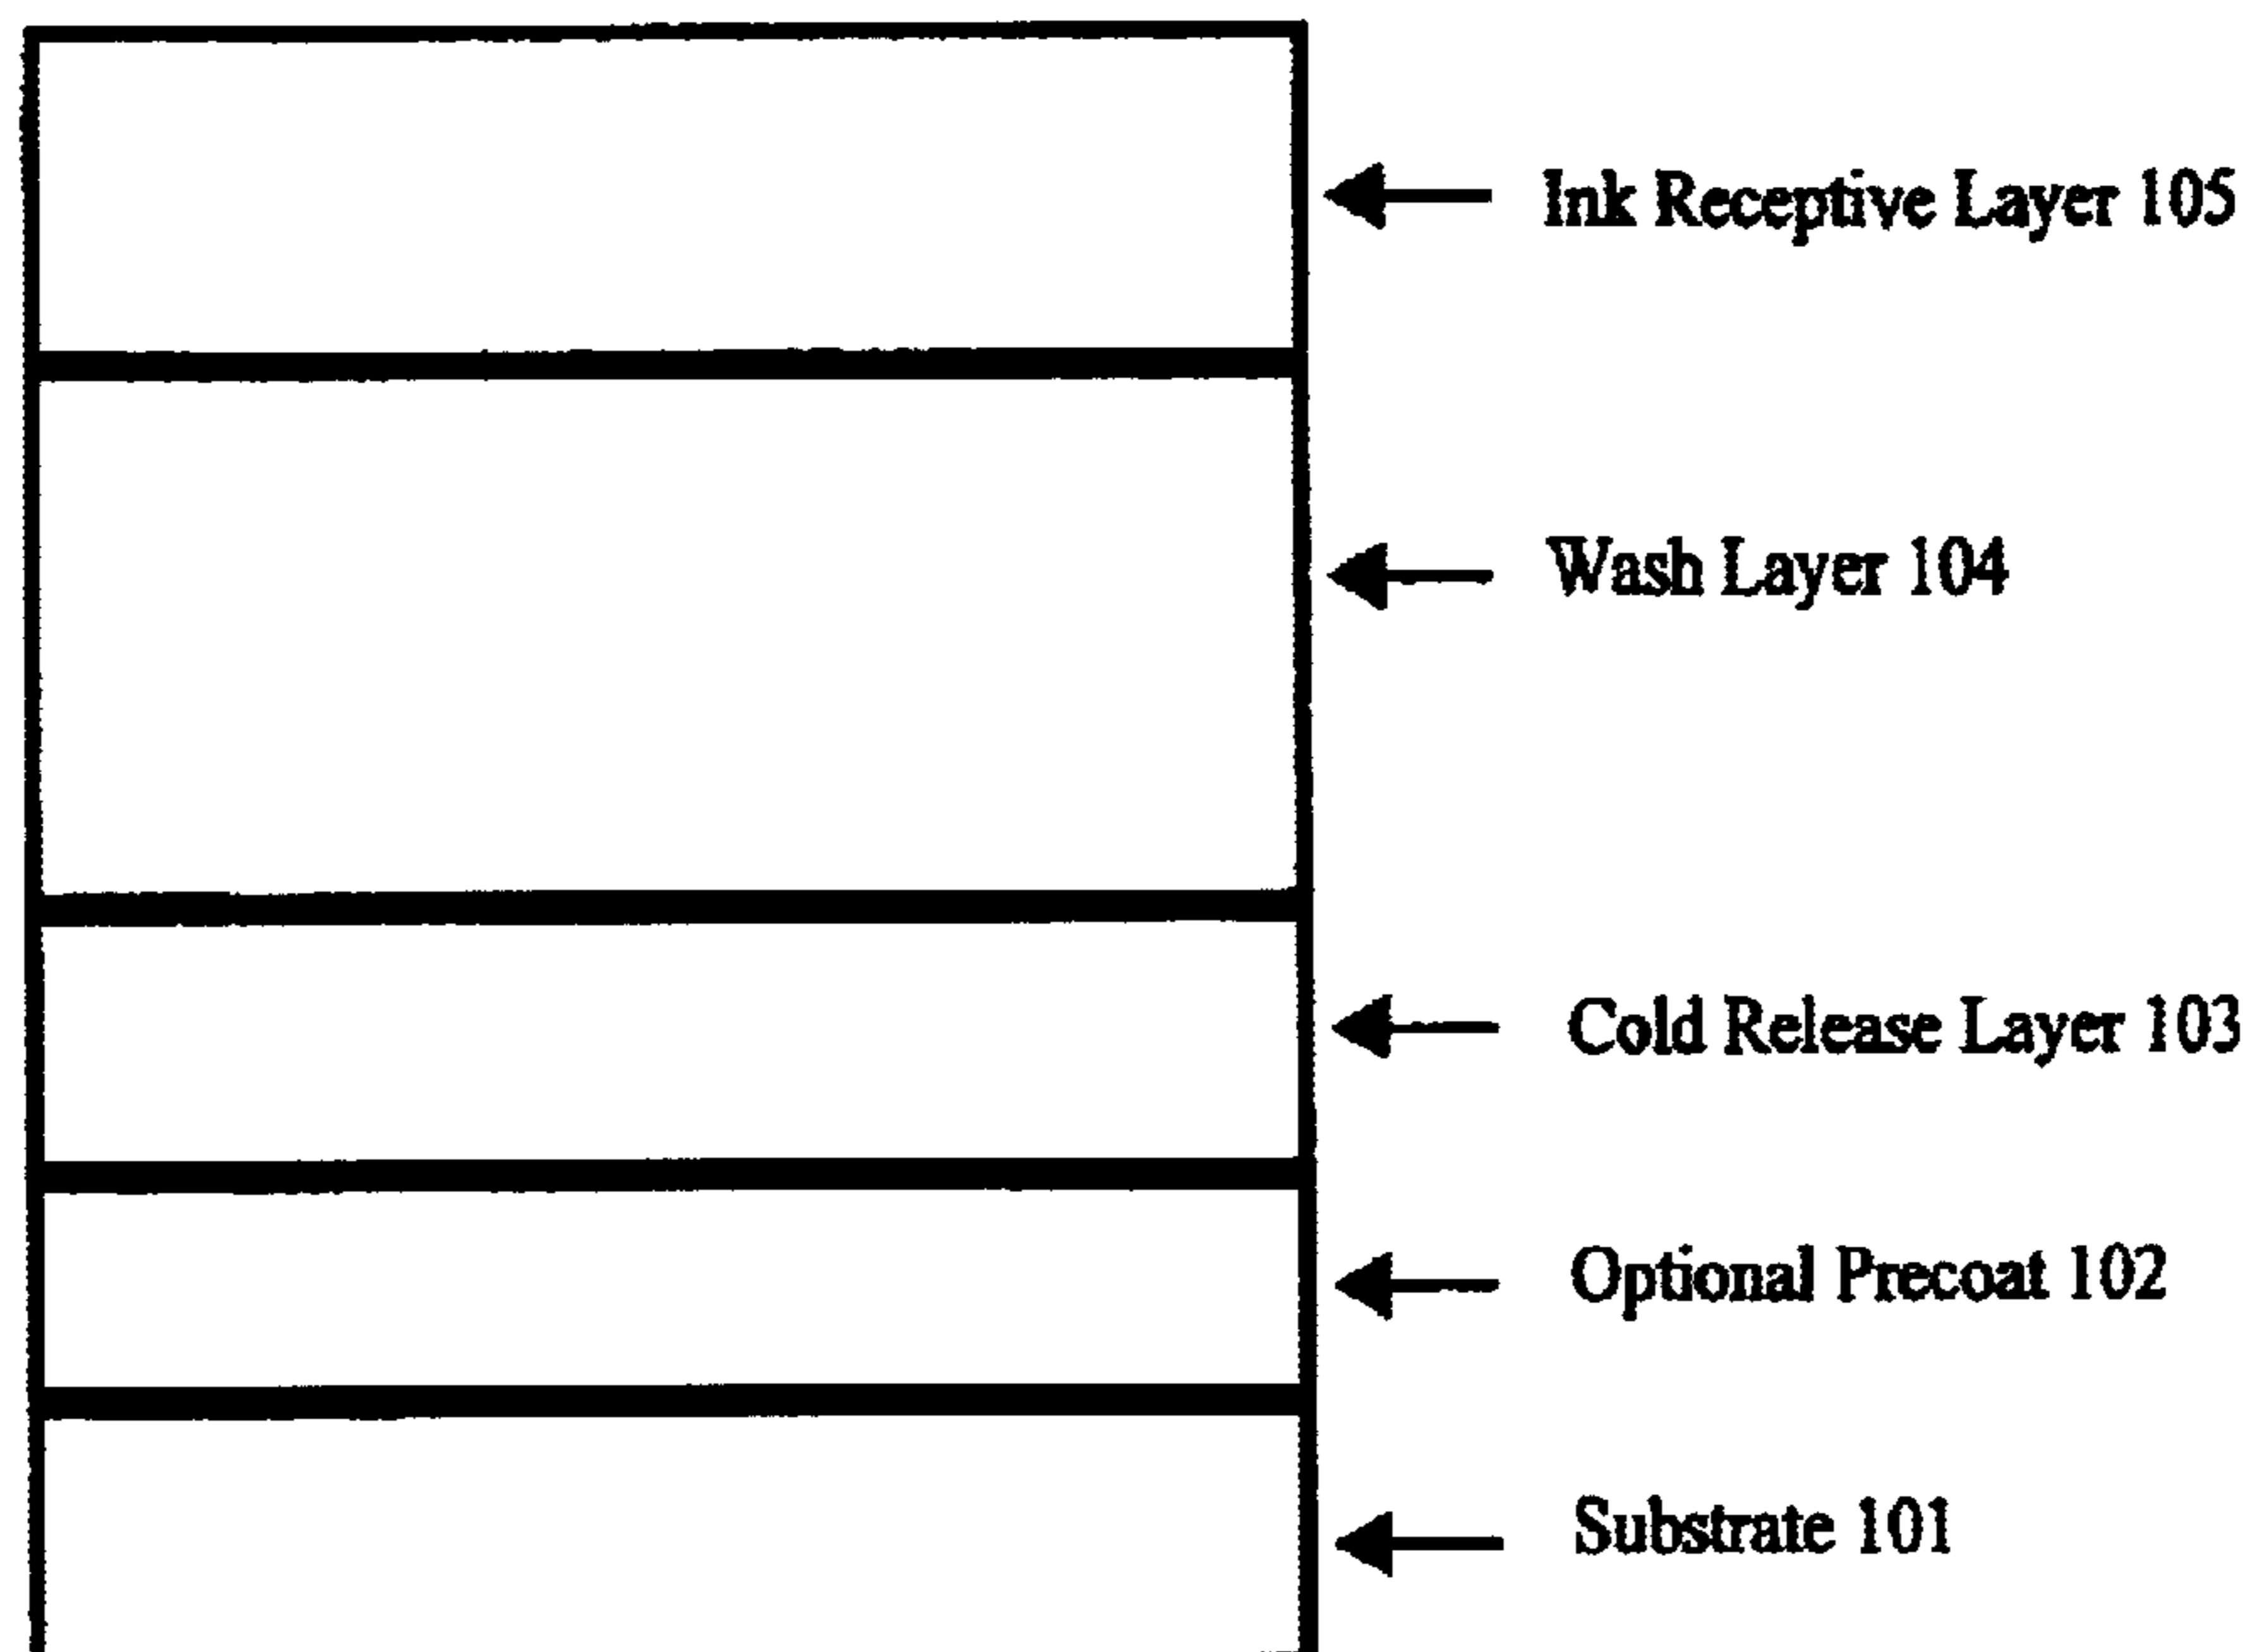 Ink Receptive Layer 105
Wash Layer 104
Cold Release Layer 103
Optional Precoat 102
Substrate 101